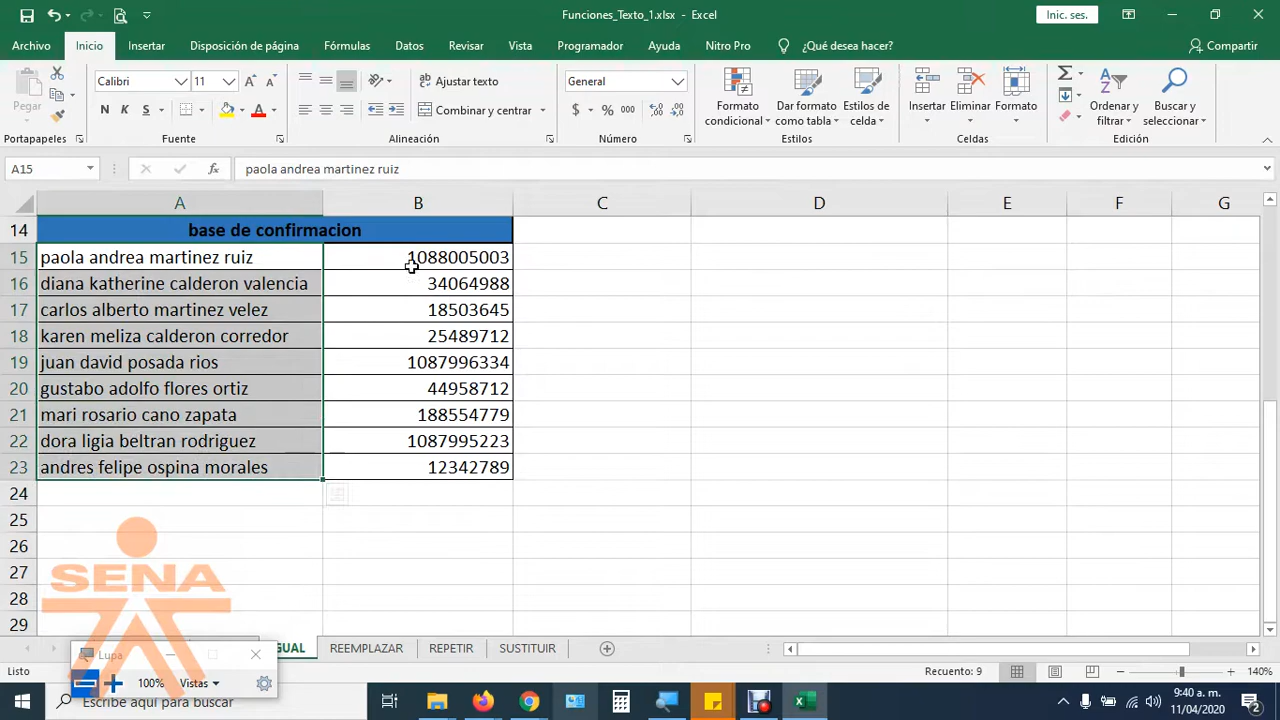 Funciones_Texto_1.xlsx - Excel
Inic. ses.
Archivo Inicio Insertar Disposición de página Fórmulas Datos Revisar Vista Programador Ayuda Nitro Pro ¿Qué desea hacer? Compartir
Pegar
Calibri 11
N K S
Ajustar texto
Combinar y centrar
General
$ % 000
Formato condicional
Dar formato como tabla
Estilos de celda
Insertar Eliminar Formato
Ordenar y filtrar
Buscar y seleccionar
Portapapeles Fuente Alineación Número Estilos Celdas Edición
A15 fx paola andrea martinez ruiz
A B C D E F G
14 base de confirmacion
15 paola andrea martinez ruiz 1088005003
16 diana katherine calderon valencia 34064988
17 carlos alberto martinez velez 18503645
18 karen meliza calderon corredor 25489712
19 juan david posada rios 1087996334
20 gustabo adolfo flores ortiz 44958712
21 mari rosario cano zapata 188554779
22 dora ligia beltran rodriguez 1087995223
23 andres felipe ospina morales 12342789
24
25
26
27
28
29
SENA
GUAL REEMPLAZAR REPETIR SUSTITUIR
Lupa
Listo
Recuento: 9
140%
100% Vistas
Escribe aquí para buscar
9:40 a. m.
11/04/2020
2